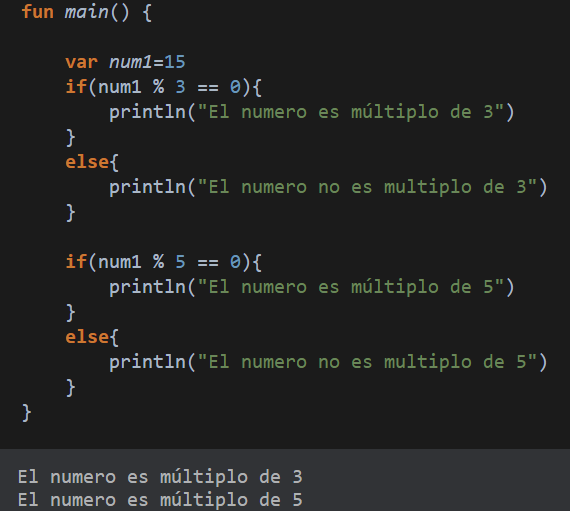 fun main() {
var num1=15
if(num1 % 3 == 0){
println("El numero es múltiplo de 3")
}
else{
println("El numero no es multiplo de 3")
}
if(num1 % 5 == 0){
println("El numero es múltiplo de 5")
}
else{
println("El numero no es multiplo de 5")
}
}
El numero es múltiplo de 3
El numero es múltiplo de 5